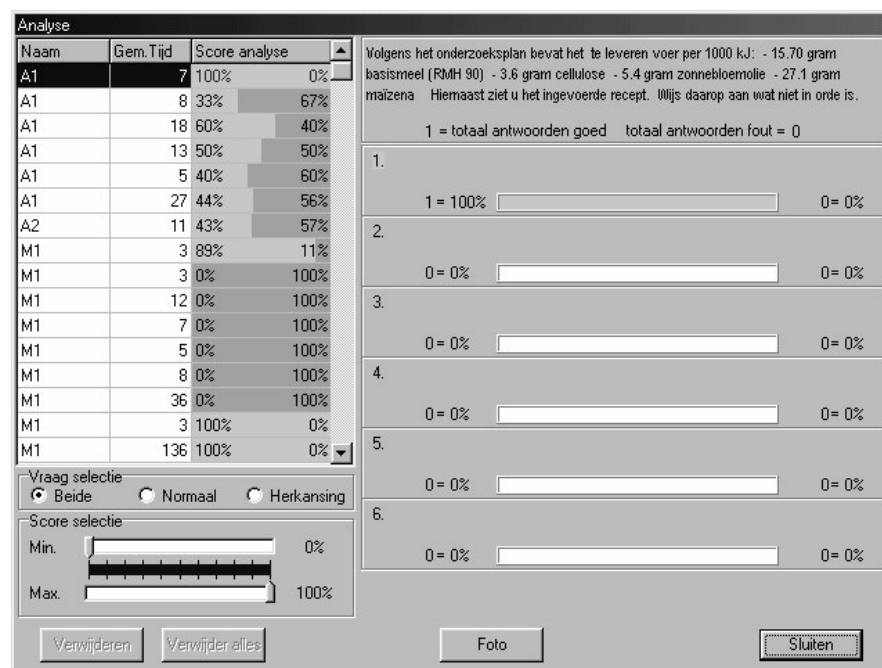 Analyse
Naam Gem.Tijd Score analyse
A1 7 100% 0%
A1 8 33% 67%
A1 18 60% 40%
A1 13 50% 50%
A1 5 40% 60%
A1 27 44% 56%
A2 11 43% 57%
M1 3 89% 11%
M1 3 0% 100%
M1 12 0% 100%
M1 7 0% 100%
M1 5 0% 100%
M1 8 0% 100%
M1 36 0% 100%
M1 3 100% 0%
M1 136 100% 0%
Vraag selectie
Beide Normaal Herkansing
Score selectie
Min. 0%
Max. 100%
Verwijderen Verwijder alles
Volgens het onderzoeksplan bevat het te leveren voer per 1000 kJ: - 15.70 gram
basismeel (RMH 90) - 3.6 gram cellulose - 5.4 gram zonnebloemolie - 27.1 gram
maïzena Hiernaast ziet u het ingevoerde recept. Wijs daarop aan wat niet in orde is.
1 = totaal antwoorden goed totaal antwoorden fout = 0
1.
1 = 100% 0= 0%
2.
0= 0% 0= 0%
3.
0= 0% 0= 0%
4.
0= 0% 0= 0%
5.
0= 0% 0= 0%
6.
0= 0% 0= 0%
Foto Sluiten